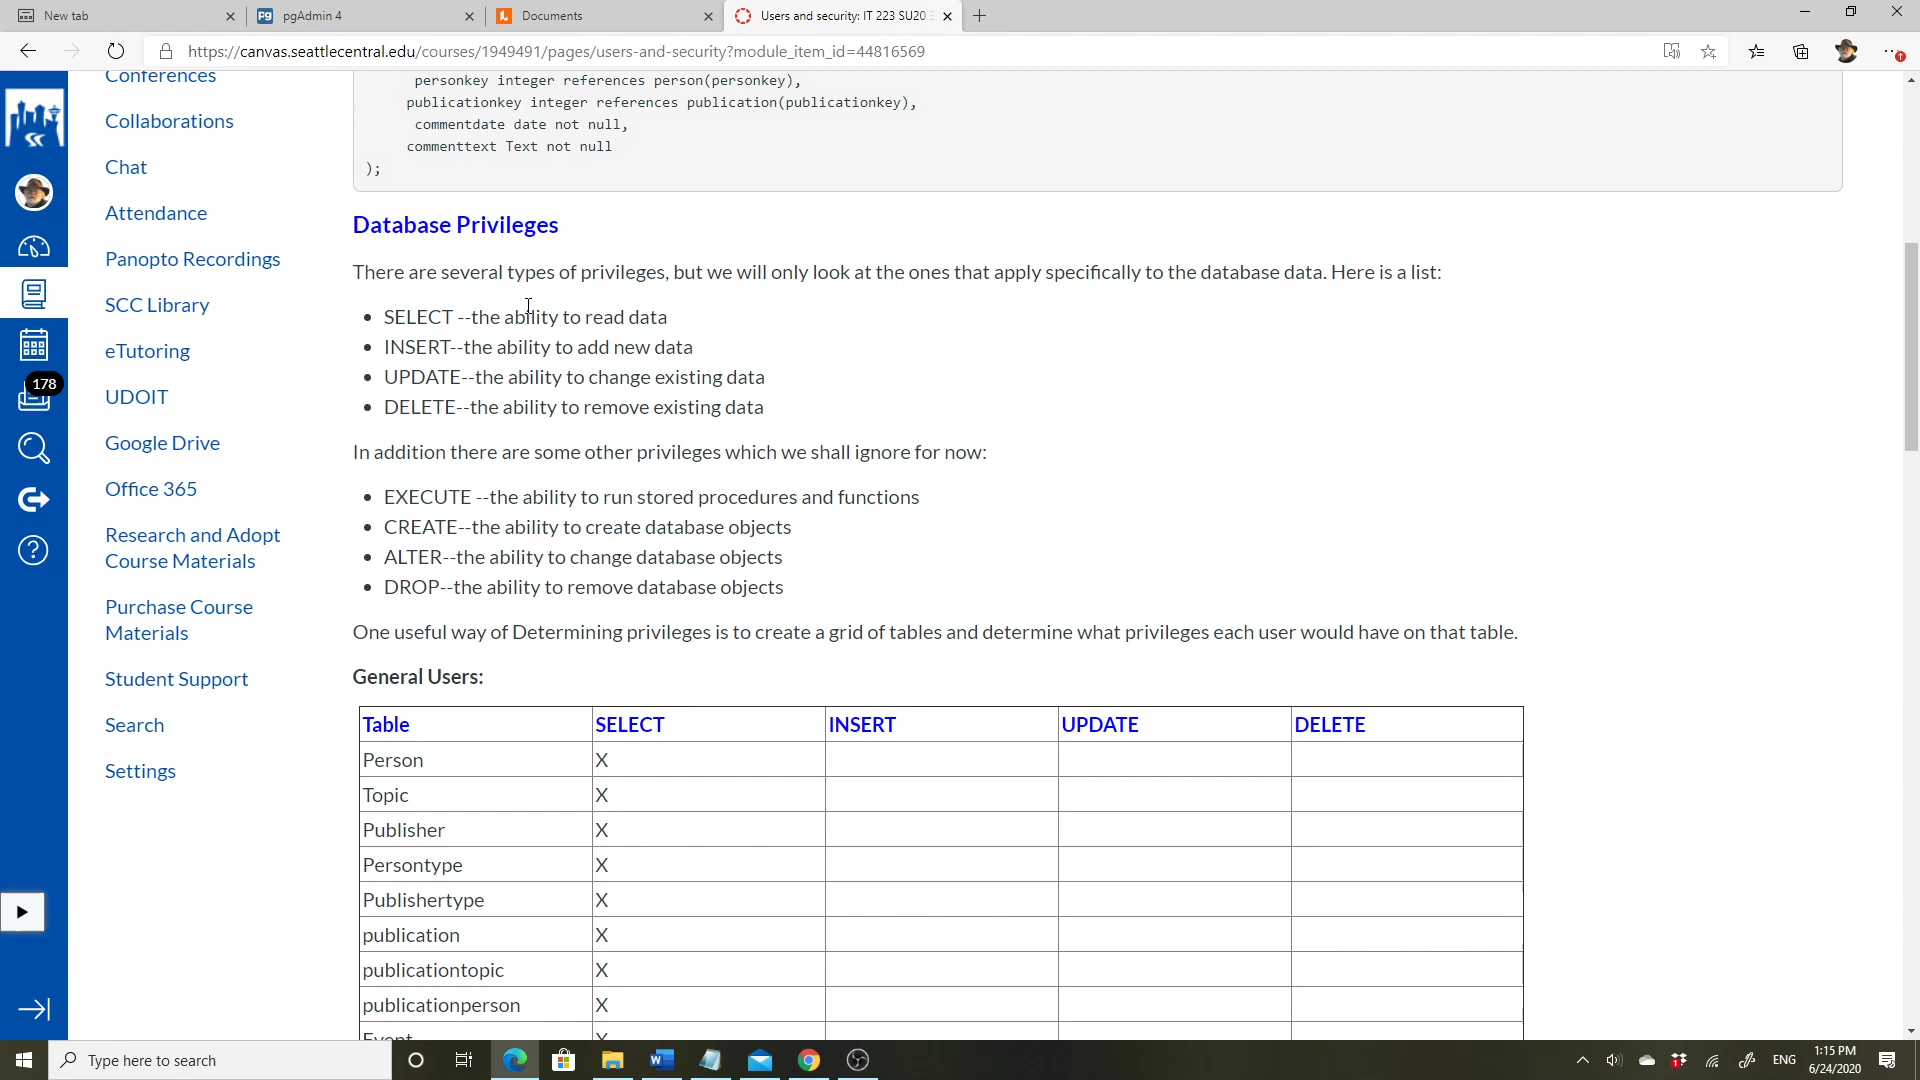 New tab
pgAdmin 4
Documents
Users and security: IT 223 SU20
https://canvas.seattlecentral.edu/courses/1949491/pages/users-and-security?module_item_id=44816569
178
Conferences
Collaborations
Chat
Attendance
Panopto Recordings
SCC Library
eTutoring
UDOIT
Google Drive
Office 365
Research and Adopt
Course Materials
Purchase Course
Materials
Student Support
Search
Settings
personkey integer references person(personkey),
publicationkey integer references publication(publicationkey),
commentdate date not null,
commenttext Text not null
);
Database Privileges
There are several types of privileges, but we will only look at the ones that apply specifically to the database data. Here is a list:
SELECT --the ability to read data
INSERT--the ability to add new data
UPDATE--the ability to change existing data
DELETE--the ability to remove existing data
In addition there are some other privileges which we shall ignore for now:
EXECUTE --the ability to run stored procedures and functions
CREATE--the ability to create database objects
ALTER--the ability to change database objects
DROP--the ability to remove database objects
One useful way of Determining privileges is to create a grid of tables and determine what privileges each user would have on that table.
General Users:
Table SELECT INSERT UPDATE DELETE
Person X
Topic X
Publisher X
Persontype X
Publishertype X
publication X
publicationtopic X
publicationperson X
Event X
Type here to search
ENG
1:15 PM
6/24/2020